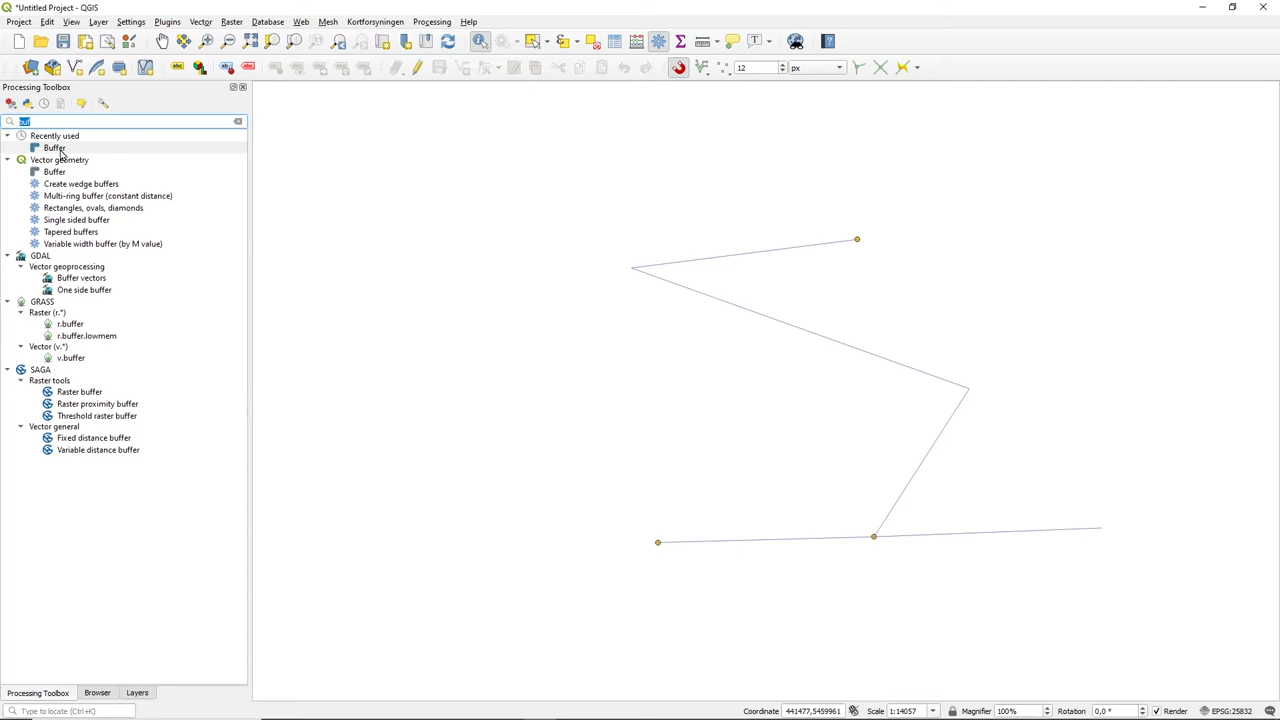 *Untitled Project - QGIS
Project Edit View Layer Settings Plugins Vector Raster Database Web Mesh Kortforsyningen Processing Help
12 px
Processing Toolbox
buf
Recently used
Buffer
Vector geometry
Buffer
Create wedge buffers
Multi-ring buffer (constant distance)
Rectangles, ovals, diamonds
Single sided buffer
Tapered buffers
Variable width buffer (by M value)
GDAL
Vector geoprocessing
Buffer vectors
One side buffer
GRASS
Raster (r.*)
r.buffer
r.buffer.lowmem
Vector (v.*)
v.buffer
SAGA
Raster tools
Raster buffer
Raster proximity buffer
Threshold raster buffer
Vector general
Fixed distance buffer
Variable distance buffer
Processing Toolbox Browser Layers
Type to locate (Ctrl+K) Coordinate 441477,5459961 Scale 1:14057 Magnifier 100% Rotation 0,0 ° Render EPSG:25832